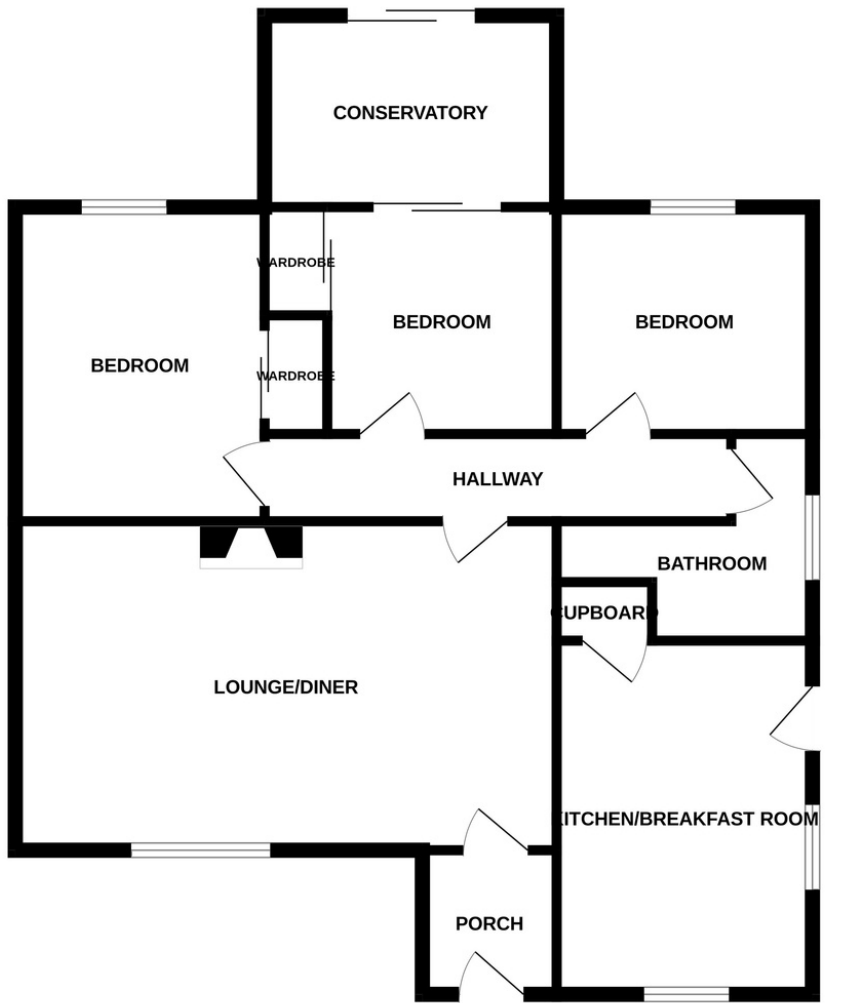 CONSERVATORY
WARDROBE
BEDROOM
BEDROOM
BEDROOM
WARDROBE
HALLWAY
BATHROOM
CUPBOARD
LOUNGE/DINER
KITCHEN/BREAKFAST ROOM
PORCH